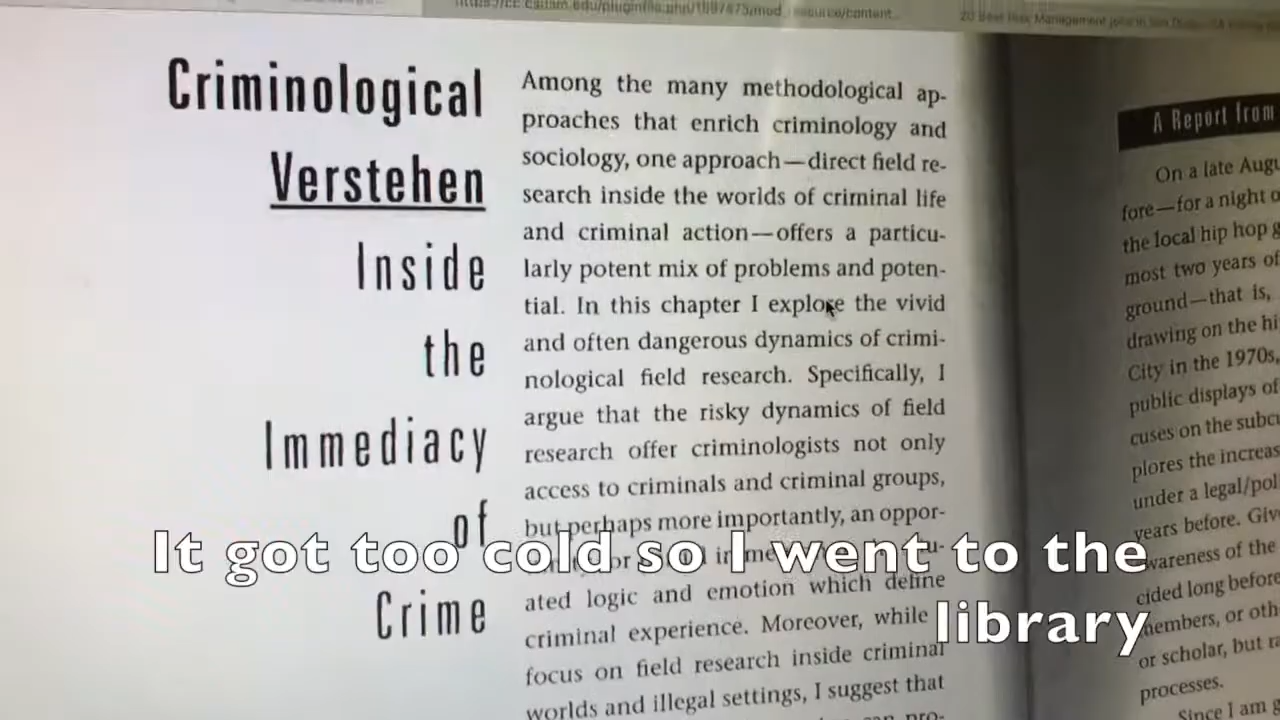 Criminological
Verstehen
Inside
the
Immediacy
of
Crime
Among the many methodological ap-
proaches that enrich criminology and
sociology, one approach—direct field re-
search inside the worlds of criminal life
and criminal action—offers a particu-
larly potent mix of problems and poten-
tial. In this chapter I explore the vivid
and often dangerous dynamics of crimi-
nological field research. Specifically, I
argue that the risky dynamics of field
research offer criminologists not only
access to criminals and criminal groups,
but perhaps more importantly, an oppor-
ated logic and emotion which define
criminal experience. Moreover, while I
focus on field research inside criminal
worlds and illegal settings, I suggest that
A Report from
On a late Augu
fore—for a night o
the local hip hop g
most two years of
ground—that is,
drawing on the hi
City in the 1970s,
public displays of
cuses on the subcu
plores the increas
under a legal/pol
years before. Give
awareness of the
cided long before
members, or oth
or scholar, but ra
processes.
Since I am g
It got too cold so I went to the
library